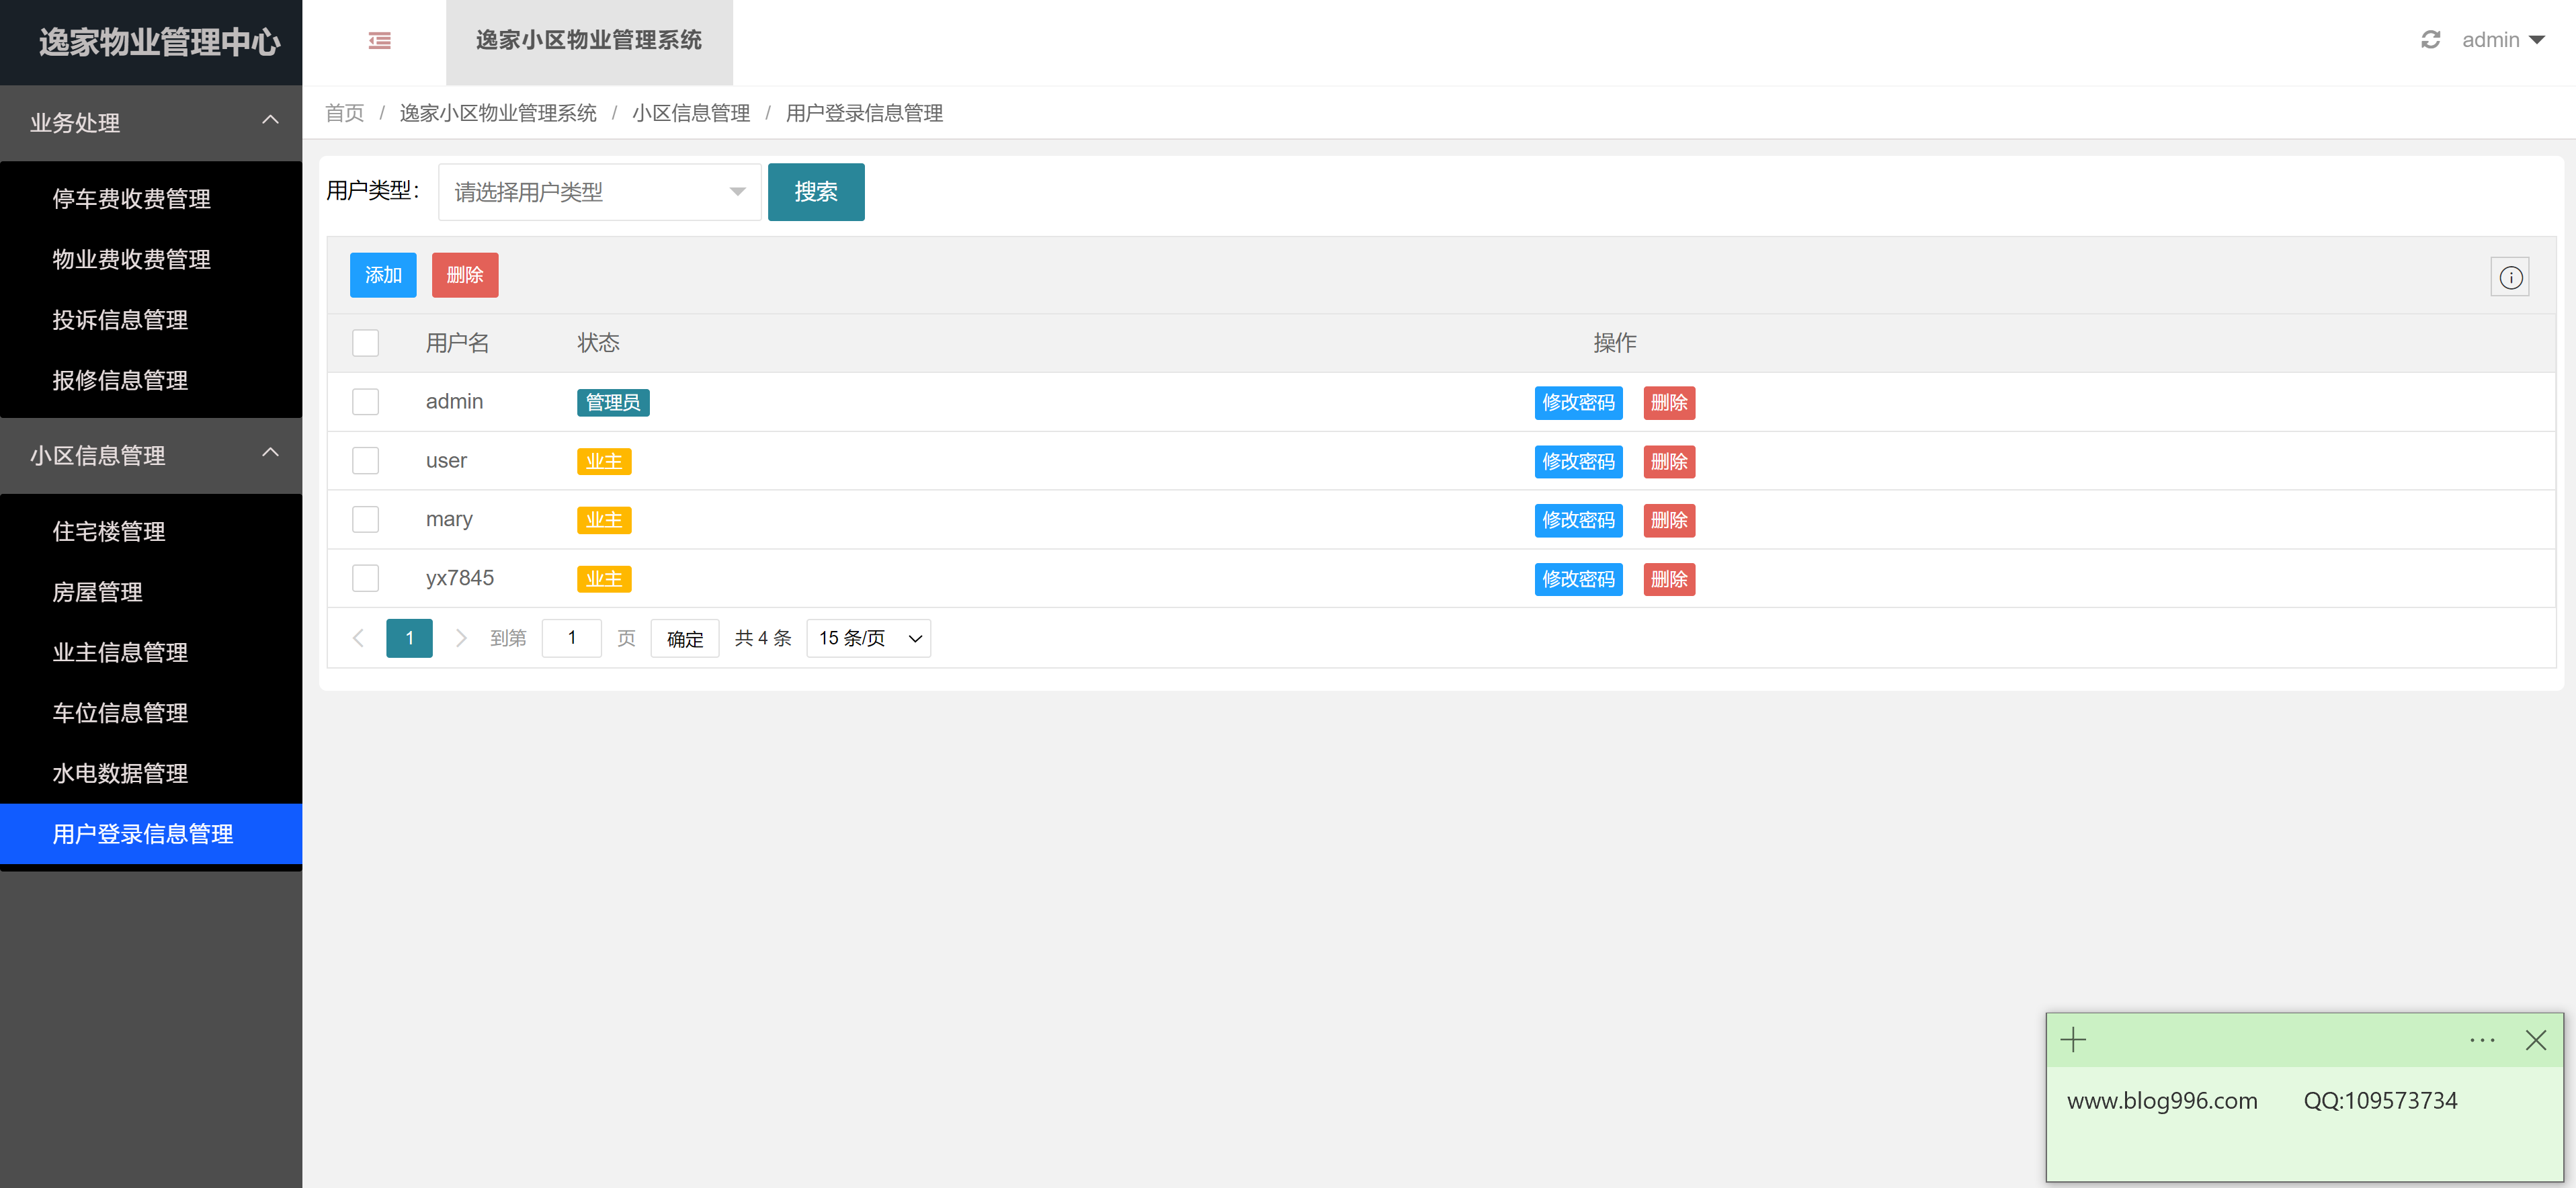 逸家物业管理中心
逸家小区物业管理系统
admin
首页 / 逸家小区物业管理系统 / 小区信息管理 / 用户登录信息管理
业务处理
停车费收费管理
物业费收费管理
投诉信息管理
报修信息管理
小区信息管理
住宅楼管理
房屋管理
业主信息管理
车位信息管理
水电数据管理
用户登录信息管理
用户类型： 请选择用户类型 搜索
添加 删除
用户名 状态 操作
admin 管理员 修改密码 删除
user 业主 修改密码 删除
mary 业主 修改密码 删除
yx7845 业主 修改密码 删除
1 到第 1 页 确定 共 4 条 15 条/页
www.blog996.com QQ:109573734